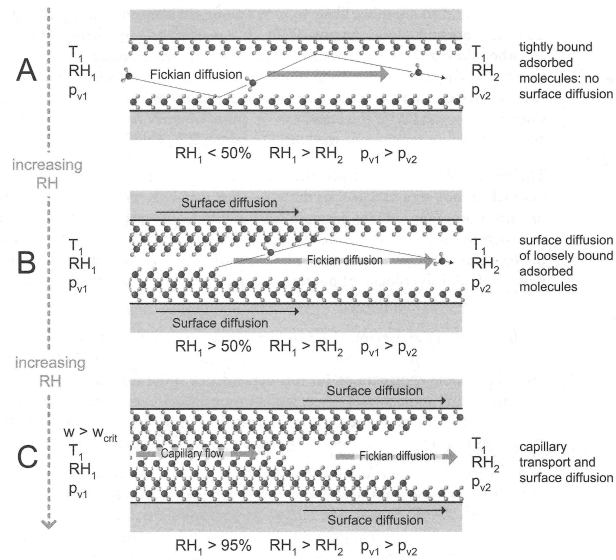 A
T1
RH1
pv1
Fickian diffusion
T1
RH2
pv2
tightly bound
adsorbed
molecules: no
surface diffusion
RH1 < 50% RH1 > RH2 pv1 > pv2
increasing
RH
B
Surface diffusion
T1
RH1
pv1
Fickian diffusion
T1
RH2
pv2
surface diffusion
of loosely bound
adsorbed
molecules
Surface diffusion
RH1 > 50% RH1 > RH2 pv1 > pv2
increasing
RH
C
Surface diffusion
w > wcrit
T1
RH1
pv1
Capillary flow
Fickian diffusion
T1
RH2
pv2
capillary
transport and
surface diffusion
Surface diffusion
RH1 > 95% RH1 > RH2 pv1 > pv2